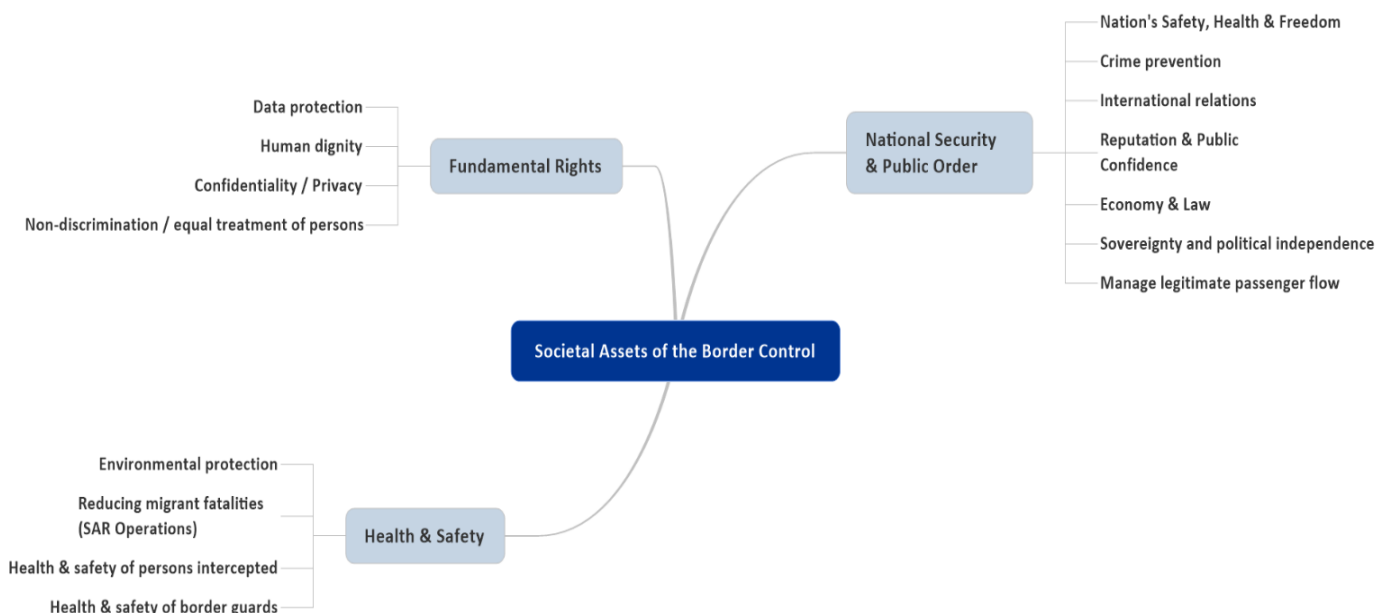 Nation's Safety, Health & Freedom
Crime prevention
International relations
Reputation & Public
Confidence
Economy & Law
Sovereignty and political independence
Manage legitimate passenger flow
National Security
& Public Order
Data protection
Human dignity
Confidentiality / Privacy
Non-discrimination / equal treatment of persons
Fundamental Rights
Societal Assets of the Border Control
Environmental protection
Reducing migrant fatalities
(SAR Operations)
Health & safety of persons intercepted
Health & safety of border guards
Health & Safety